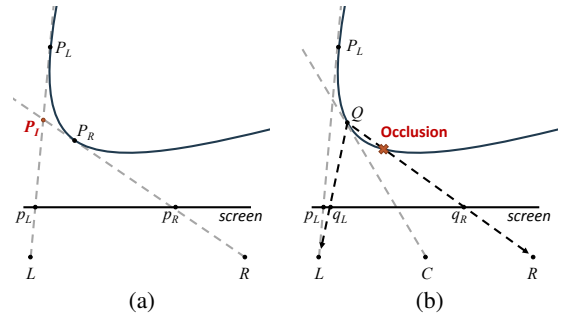 P_L
P_I
P_R
p_L
p_R
screen
L
R
(a)
P_L
Q
Occlusion
p_L
q_L
q_R
screen
L
C
R
(b)